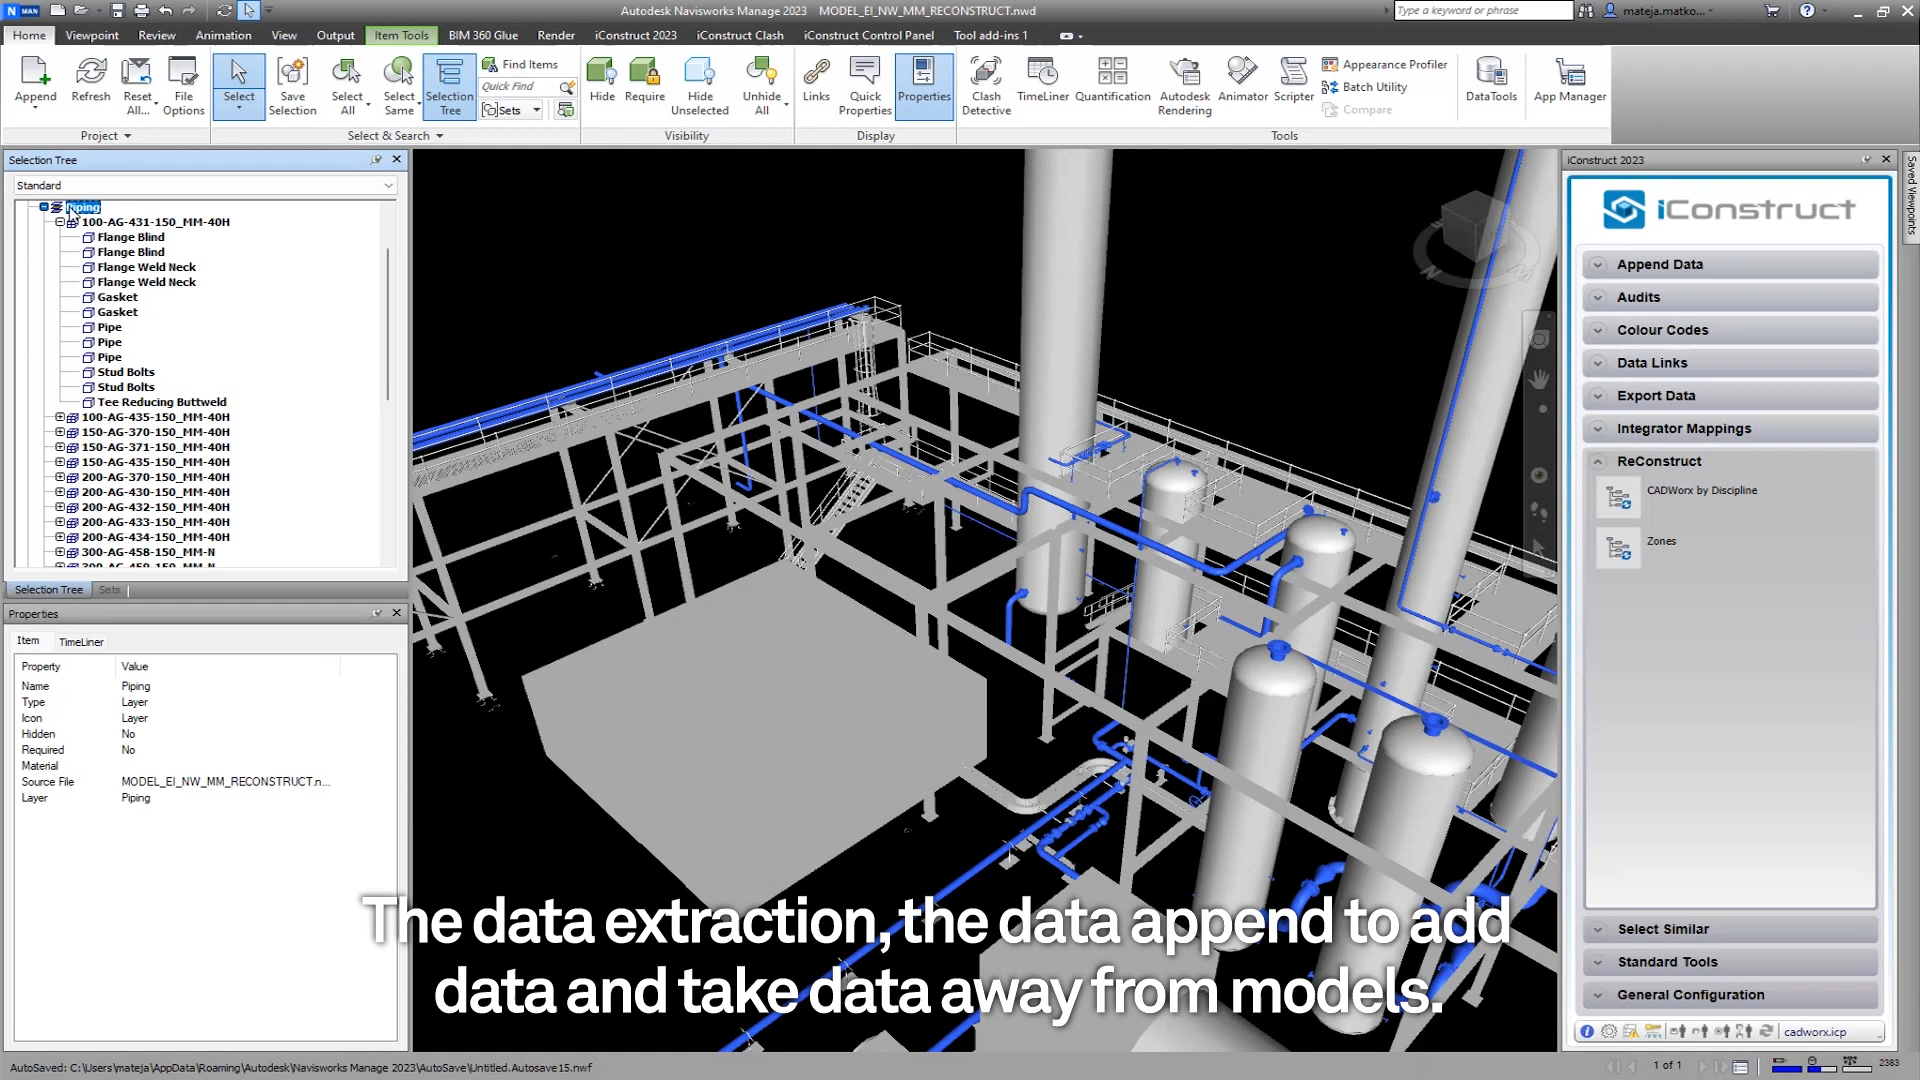 N MAN
Autodesk Navisworks Manage 2023 MODEL_EI_NW_MM_RECONSTRUCT.nwd
Type a keyword or phrase
mateja.matko...
Home Viewpoint Review Animation View Output Item Tools BIM 360 Glue Render iConstruct 2023 iConstruct Clash iConstruct Control Panel Tool add-ins 1
Append
Refresh
Reset All...
File Options
Select
Save Selection
Select All
Select Same
Selection Tree
Find Items
Quick Find
Sets
Hide
Require
Hide Unselected
Unhide All
Links
Quick Properties
Properties
Clash Detective
TimeLiner
Quantification
Autodesk Rendering
Animator
Scripter
Appearance Profiler
Batch Utility
Compare
DataTools
App Manager
Project
Select & Search
Visibility
Display
Tools
Selection Tree
Standard
Piping
100-AG-431-150_MM-40H
Flange Blind
Flange Blind
Flange Weld Neck
Flange Weld Neck
Gasket
Gasket
Pipe
Pipe
Pipe
Stud Bolts
Stud Bolts
Tee Reducing Buttweld
100-AG-435-150_MM-40H
150-AG-370-150_MM-40H
150-AG-371-150_MM-40H
150-AG-435-150_MM-40H
200-AG-370-150_MM-40H
200-AG-430-150_MM-40H
200-AG-432-150_MM-40H
200-AG-433-150_MM-40H
200-AG-434-150_MM-40H
300-AG-458-150_MM-N
300-AG-459-150_MM-N
Selection Tree Sets
Properties
Item TimeLiner
Property Value
Name Piping
Type Layer
Icon Layer
Hidden No
Required No
Material
Source File MODEL_EI_NW_MM_RECONSTRUCT.n...
Layer Piping
iConstruct 2023
iConstruct
Append Data
Audits
Colour Codes
Data Links
Export Data
Integrator Mappings
ReConstruct
CADWorx by Discipline
Zones
Select Similar
Standard Tools
General Configuration
cadworx.icp
Saved Viewpoints
The data extraction, the data append to add
data and take data away from models.
AutoSaved: C:\Users\mateja\AppData\Roaming\Autodesk\Navisworks Manage 2023\AutoSave\Untitled.Autosave15.nwf
1 of 1
2383